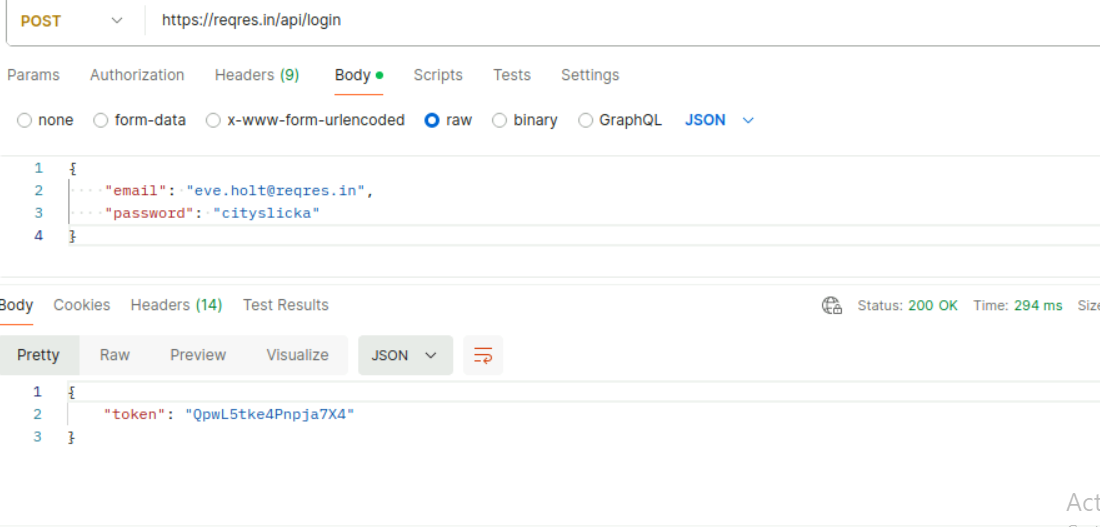 POST https://reqres.in/api/login
Params Authorization Headers (9) Body Scripts Tests Settings
none form-data x-www-form-urlencoded raw binary GraphQL JSON
1 {
2 "email": "eve.holt@reqres.in",
3 "password": "cityslicka"
4 }
Body Cookies Headers (14) Test Results Status: 200 OK Time: 294 ms
Pretty Raw Preview Visualize JSON
1 {
2 "token": "QpwL5tke4Pnpja7X4"
3 }
Act